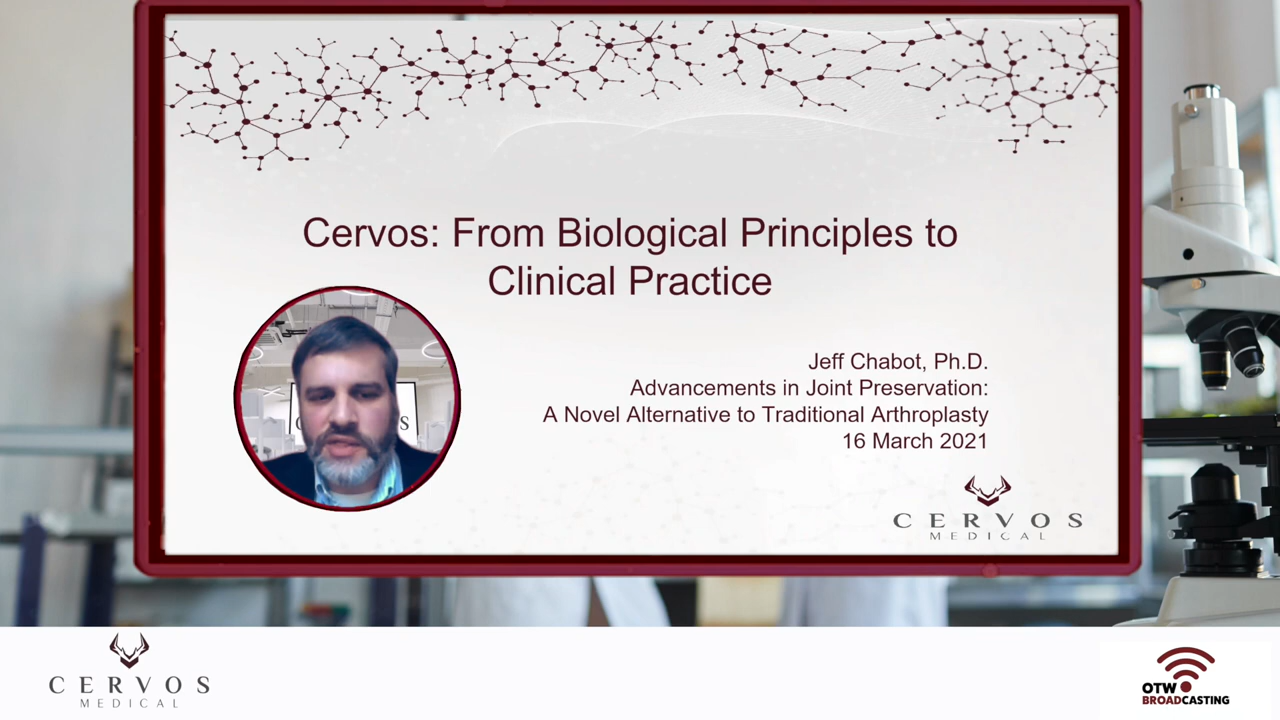 Cervos: From Biological Principles to
Clinical Practice
Jeff Chabot, Ph.D.
Advancements in Joint Preservation:
A Novel Alternative to Traditional Arthroplasty
16 March 2021
CERVOS
MEDICAL
CERVOS
MEDICAL
OTW
BROADCASTING